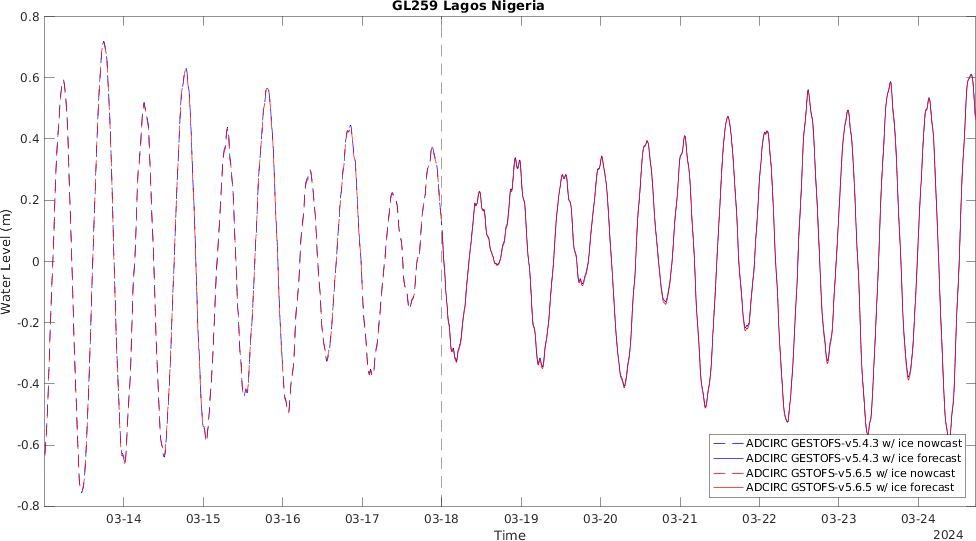 GL259 Lagos Nigeria
0.8
0.6
0.4
0.2
0
-0.2
-0.4
-0.6
-0.8
Water Level (m)
ADCIRC GESTOFS-v5.4.3 w/ ice nowcast
ADCIRC GESTOFS-v5.4.3 w/ ice forecast
ADCIRC GSTOFS-v5.6.5 w/ ice nowcast
ADCIRC GSTOFS-v5.6.5 w/ ice forecast
03-14 03-15 03-16 03-17 03-18 03-19 03-20 03-21 03-22 03-23 03-24
Time
2024